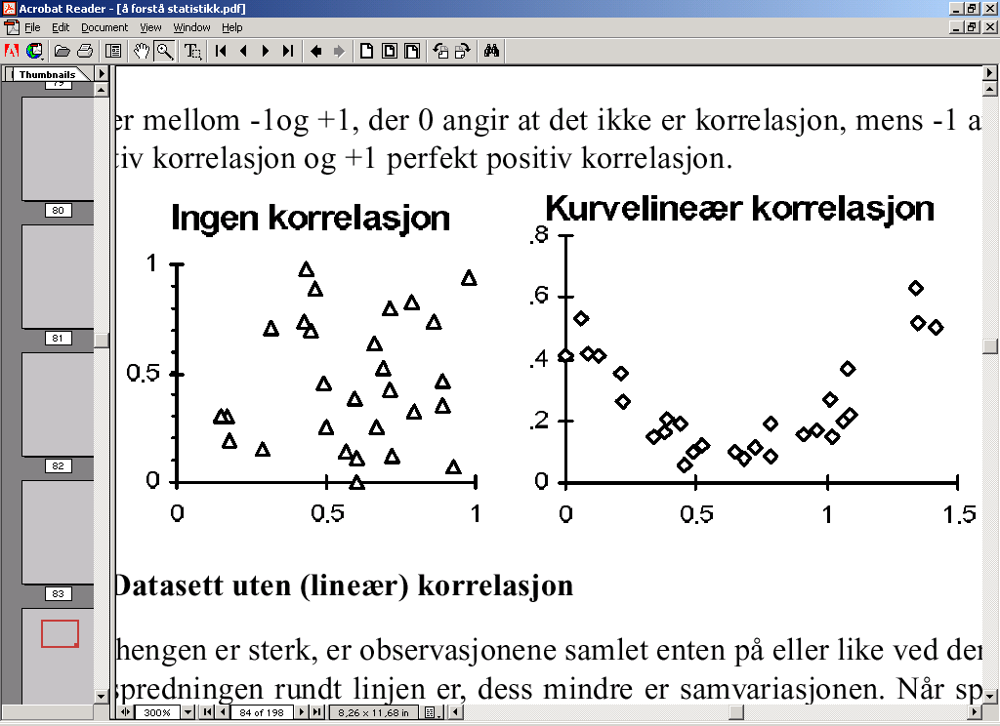 Acrobat Reader - [å forstå statistikk.pdf]
File Edit Document View Window Help
Thumbnails
79
80
81
82
83
er mellom -1og +1, der 0 angir at det ikke er korrelasjon, mens -1 a
tiv korrelasjon og +1 perfekt positiv korrelasjon.
Ingen korrelasjon
1
0.5
0
0 0.5 1
Kurvelineær korrelasjon
.8
.6
.4
.2
0
0 0.5 1 1.5
Datasett uten (lineær) korrelasjon
hengen er sterk, er observasjonene samlet enten på eller like ved den
spredningen rundt linjen er, dess mindre er samvariasjonen. Når sp
300% 84 of 198 8,26 x 11,68 in